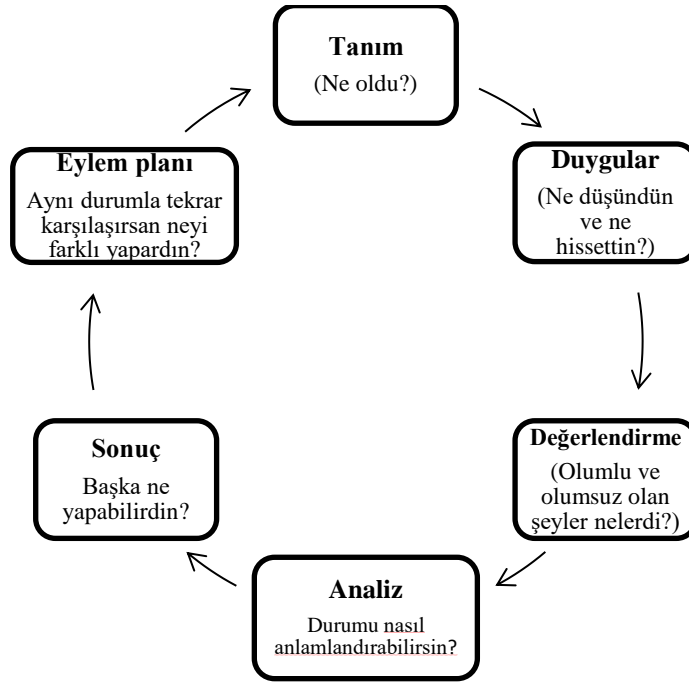 Tanım
(Ne oldu?)
Duygular
(Ne düşündün
ve ne
hissettin?)
Değerlendirme
(Olumlu ve
olumsuz olan
şeyler nelerdi?)
Analiz
Durumu nasıl
anlamlandırabilirsin?
Sonuç
Başka ne
yapabilirdin?
Eylem planı
Aynı durumla tekrar
karşılaşırsan neyi
farklı yapardın?